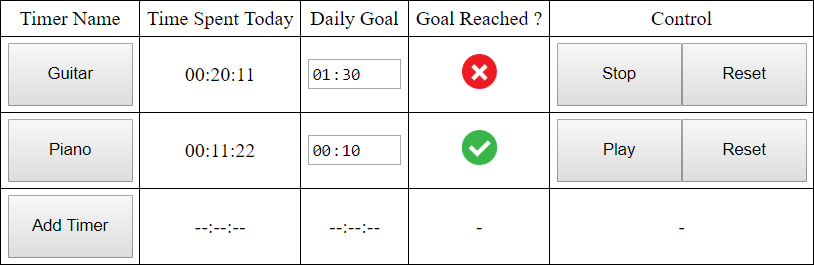 Timer Name Time Spent Today Daily Goal Goal Reached ? Control
Guitar 00:20:11 01:30 Stop Reset
Piano 00:11:22 00:10 Play Reset
Add Timer --:--:-- --:--:-- - -